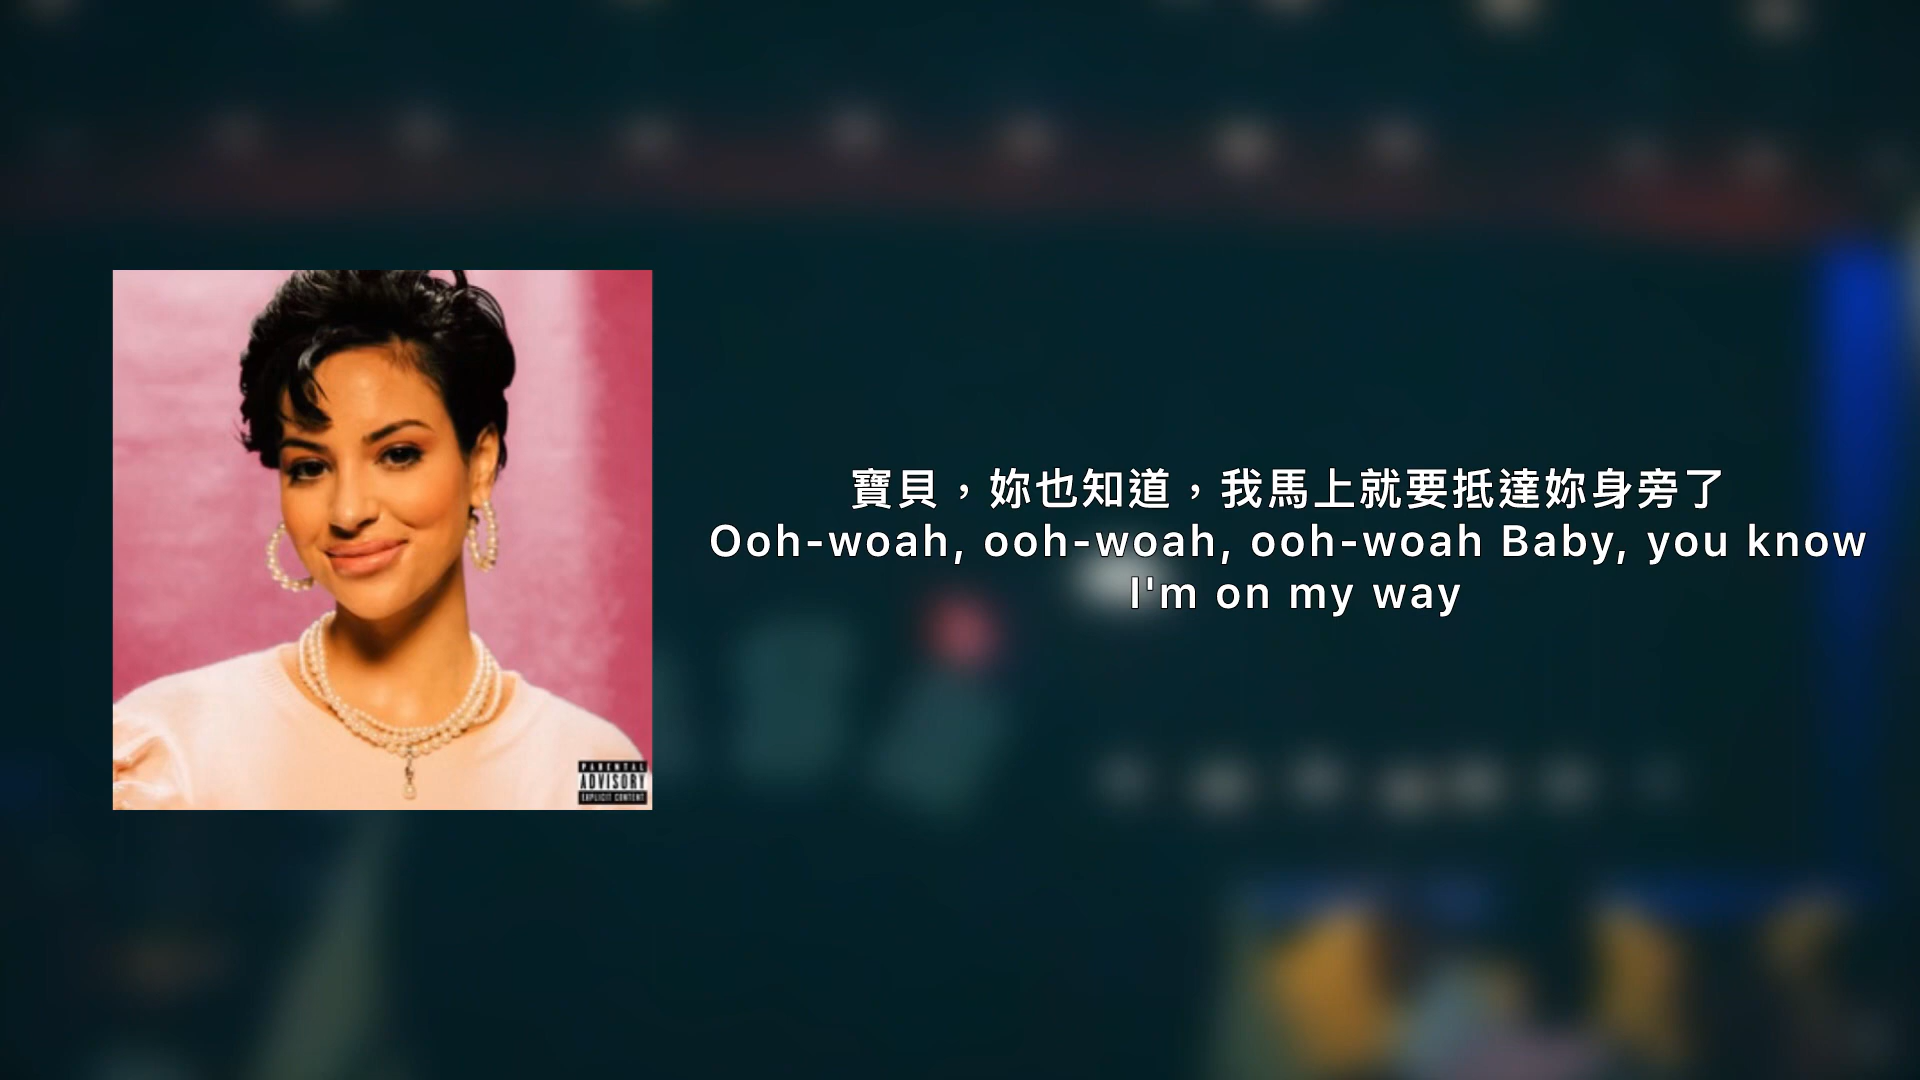 寶貝，妳也知道，我馬上就要抵達妳身旁了
Ooh-woah, ooh-woah, ooh-woah Baby, you know
I'm on my way
PARENTAL
ADVISORY
EXPLICIT CONTENT